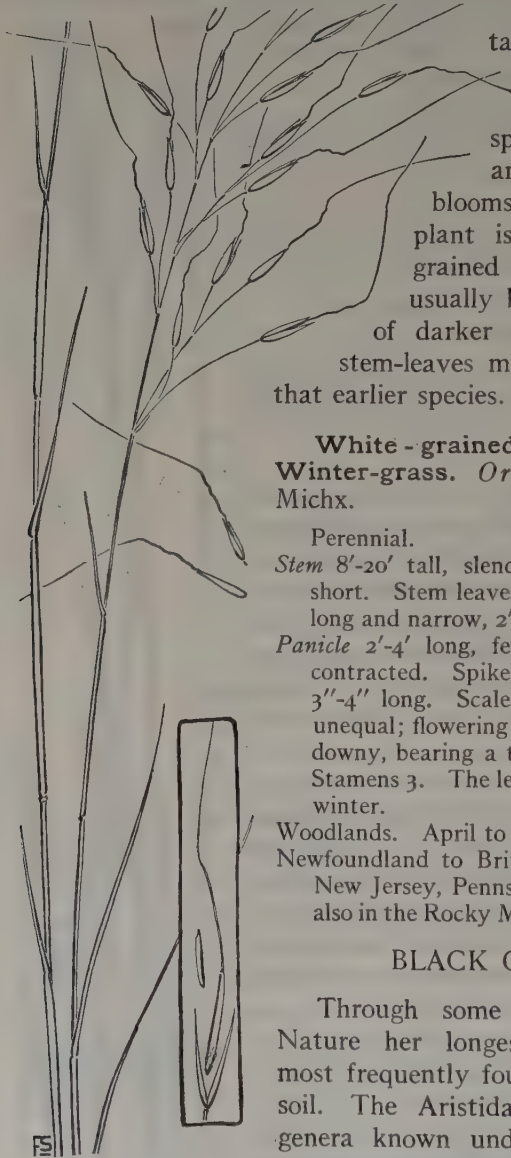 ta
sp
an
blooms
plant is
grained
usually b
of darker
stem-leaves m
that earlier species.
White-grained
Winter-grass. Or
Michx.
Perennial.
Stem 8'-20' tall, slend
short. Stem leave
long and narrow, 2'
Panicle 2'-4' long, fe
contracted. Spike
3"-4" long. Scale
unequal; flowering
downy, bearing a t
Stamens 3. The le
winter.
Woodlands. April to
Newfoundland to Brit
New Jersey, Penns
also in the Rocky M
BLACK
Through some
Nature her longes
most frequently fou
soil. The Aristida
genera known und
FS